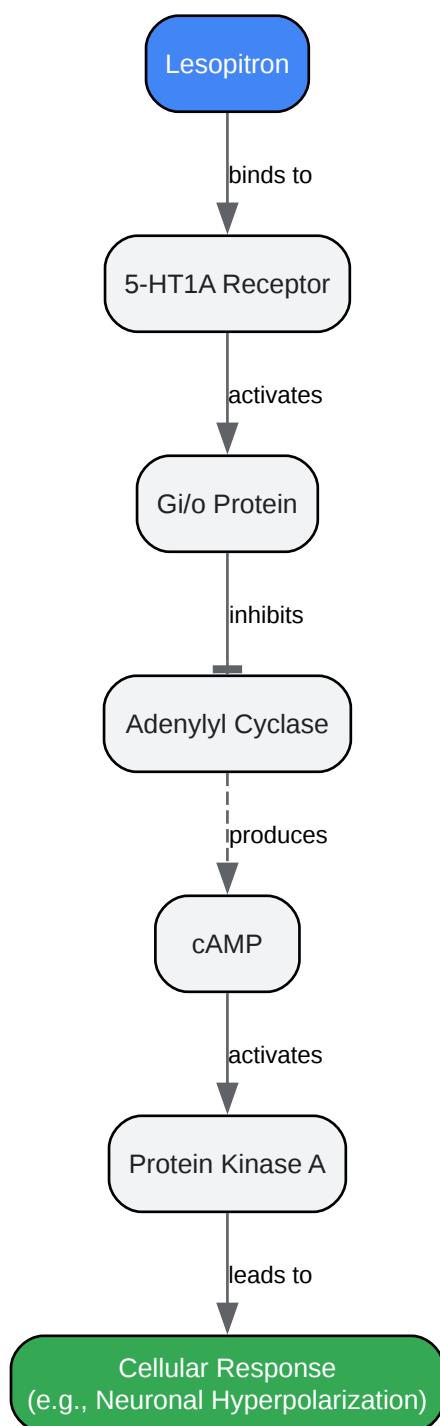 Lesopitron
binds to
5-HT1A Receptor
activates
Gi/o Protein
inhibits
Adenylyl Cyclase
produces
cAMP
activates
Protein Kinase A
leads to
Cellular Response
(e.g., Neuronal Hyperpolarization)